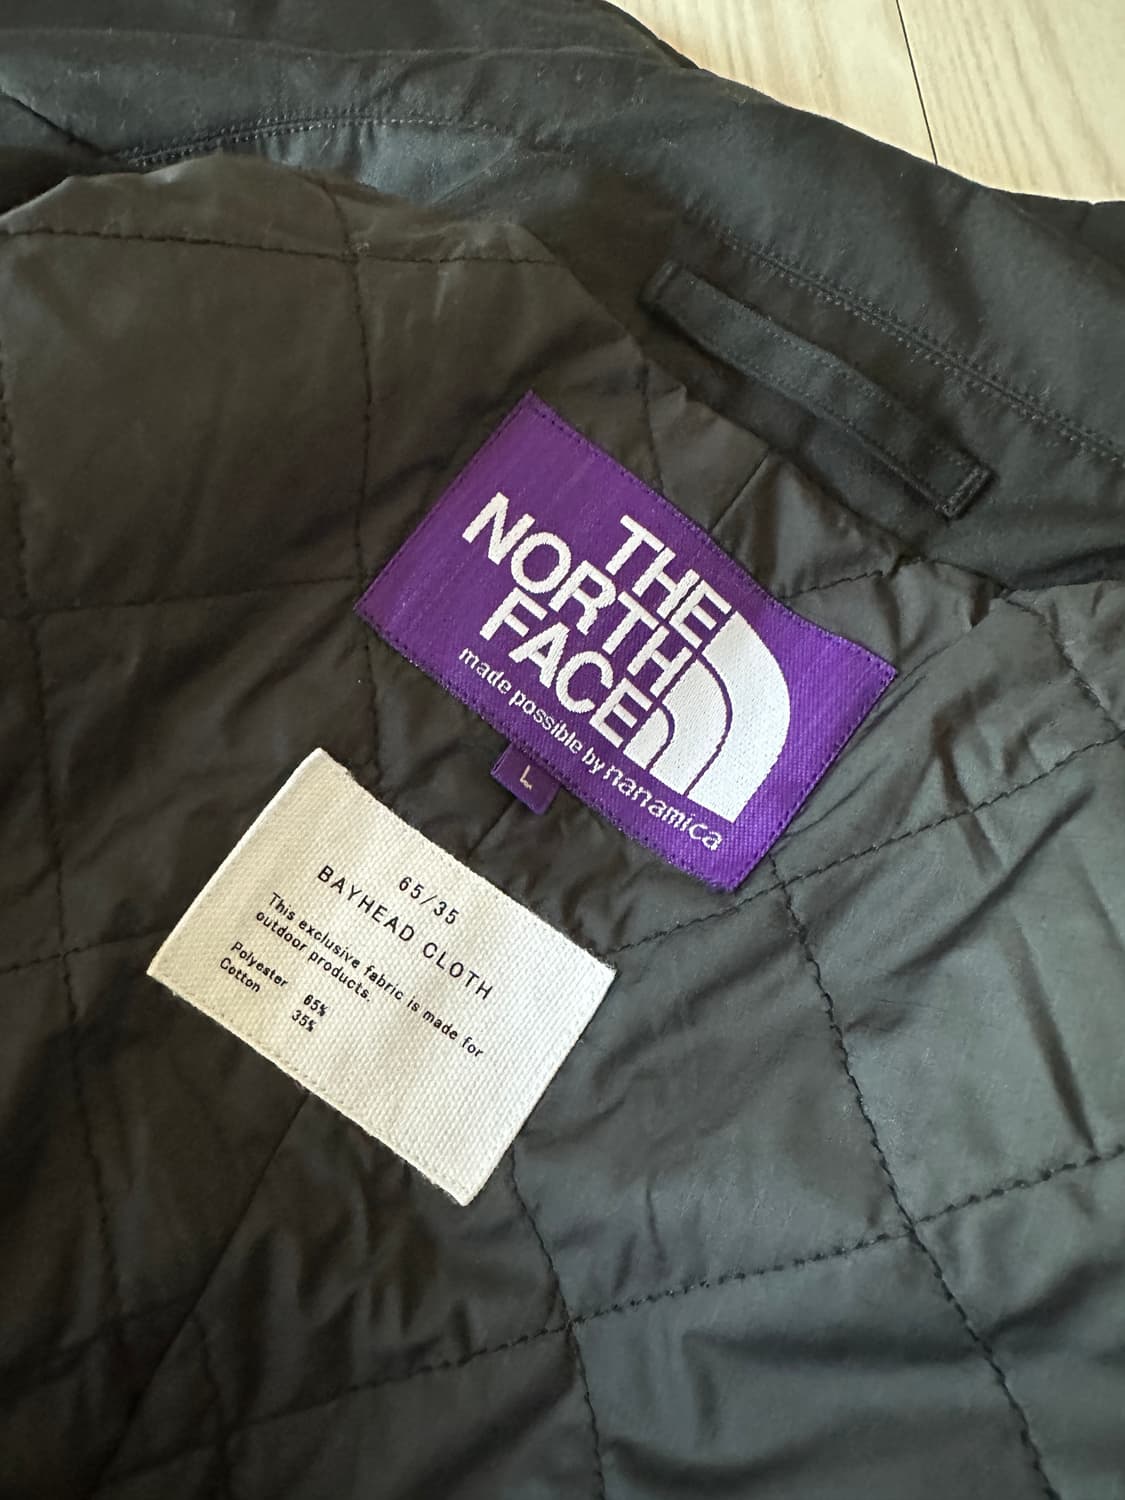 THE
NORTH
FACE
made possible by nanamica
L
65/35
BAYHEAD CLOTH
This exclusive fabric is made for
outdoor products.
Polyester 65%
Cotton 35%